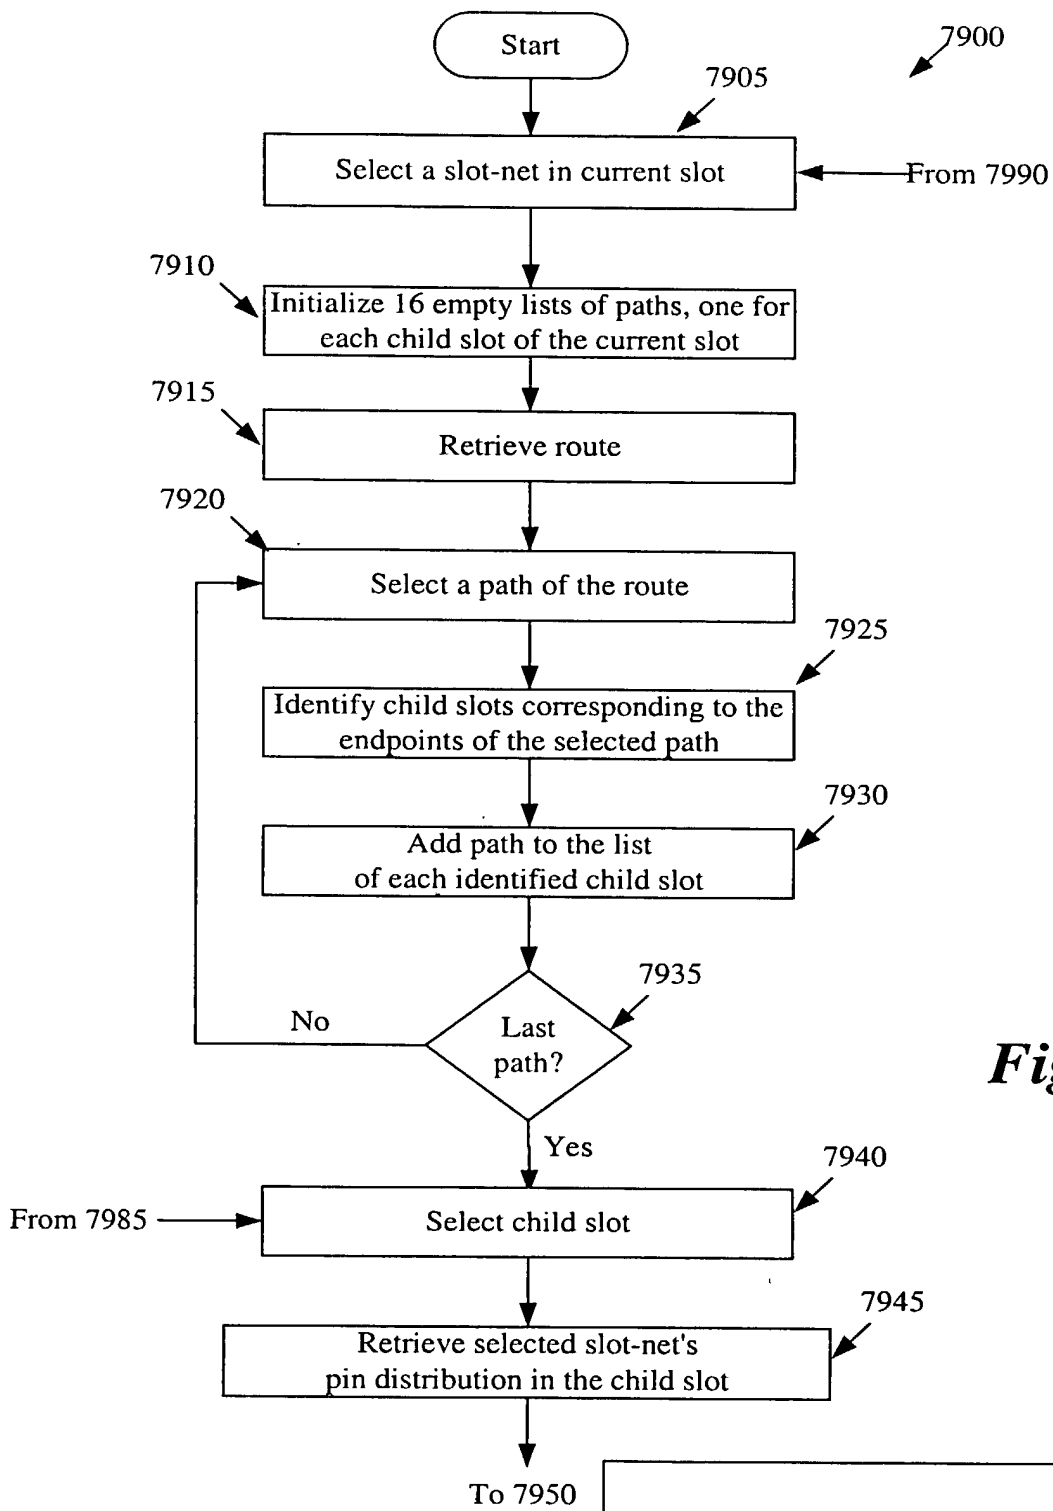 Start
7900
7905
Select a slot-net in current slot
From 7990
7910
Initialize 16 empty lists of paths, one for
each child slot of the current slot
7915
Retrieve route
7920
Select a path of the route
7925
Identify child slots corresponding to the
endpoints of the selected path
7930
Add path to the list
of each identified child slot
7935
Last
path?
No
Fig
Yes
7940
From 7985
Select child slot
7945
Retrieve selected slot-net's
pin distribution in the child slot
To 7950